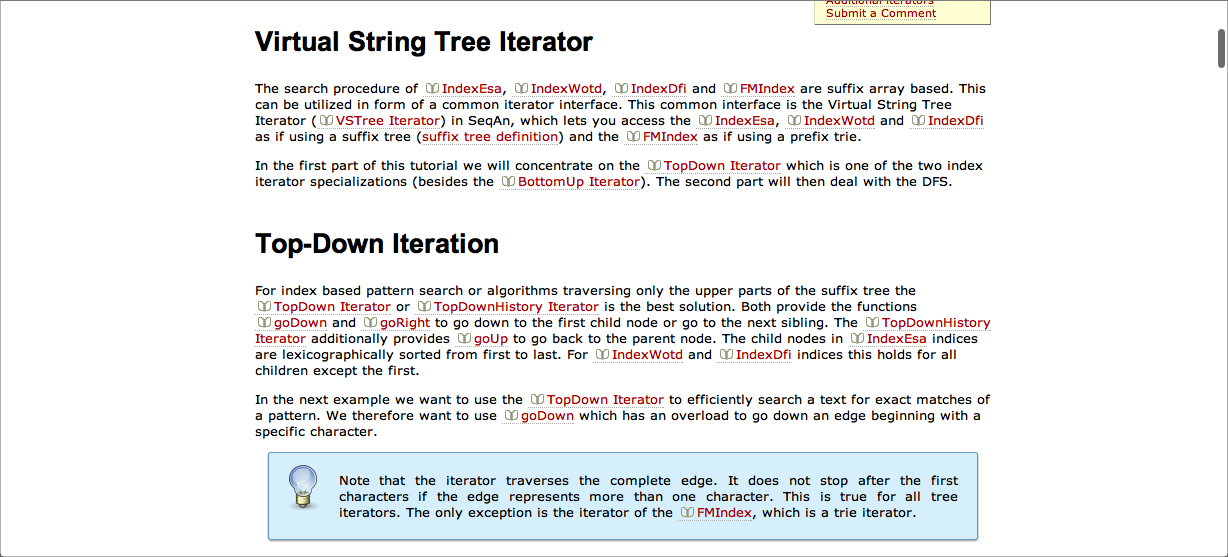 Additional Iterators
Submit a Comment
Virtual String Tree Iterator
The search procedure of IndexEsa, IndexWotd, IndexDfi and FMIndex are suffix array based. This
can be utilized in form of a common iterator interface. This common interface is the Virtual String Tree
Iterator ( VSTree Iterator) in SeqAn, which lets you access the IndexEsa, IndexWotd and IndexDfi
as if using a suffix tree (suffix tree definition) and the FMIndex as if using a prefix trie.
In the first part of this tutorial we will concentrate on the TopDown Iterator which is one of the two index
iterator specializations (besides the BottomUp Iterator). The second part will then deal with the DFS.
Top-Down Iteration
For index based pattern search or algorithms traversing only the upper parts of the suffix tree the
TopDown Iterator or TopDownHistory Iterator is the best solution. Both provide the functions
goDown and goRight to go down to the first child node or go to the next sibling. The TopDownHistory
Iterator additionally provides goUp to go back to the parent node. The child nodes in IndexEsa indices
are lexicographically sorted from first to last. For IndexWotd and IndexDfi indices this holds for all
children except the first.
In the next example we want to use the TopDown Iterator to efficiently search a text for exact matches of
a pattern. We therefore want to use goDown which has an overload to go down an edge beginning with a
specific character.
Note that the iterator traverses the complete edge. It does not stop after the first
characters if the edge represents more than one character. This is true for all tree
iterators. The only exception is the iterator of the FMIndex, which is a trie iterator.